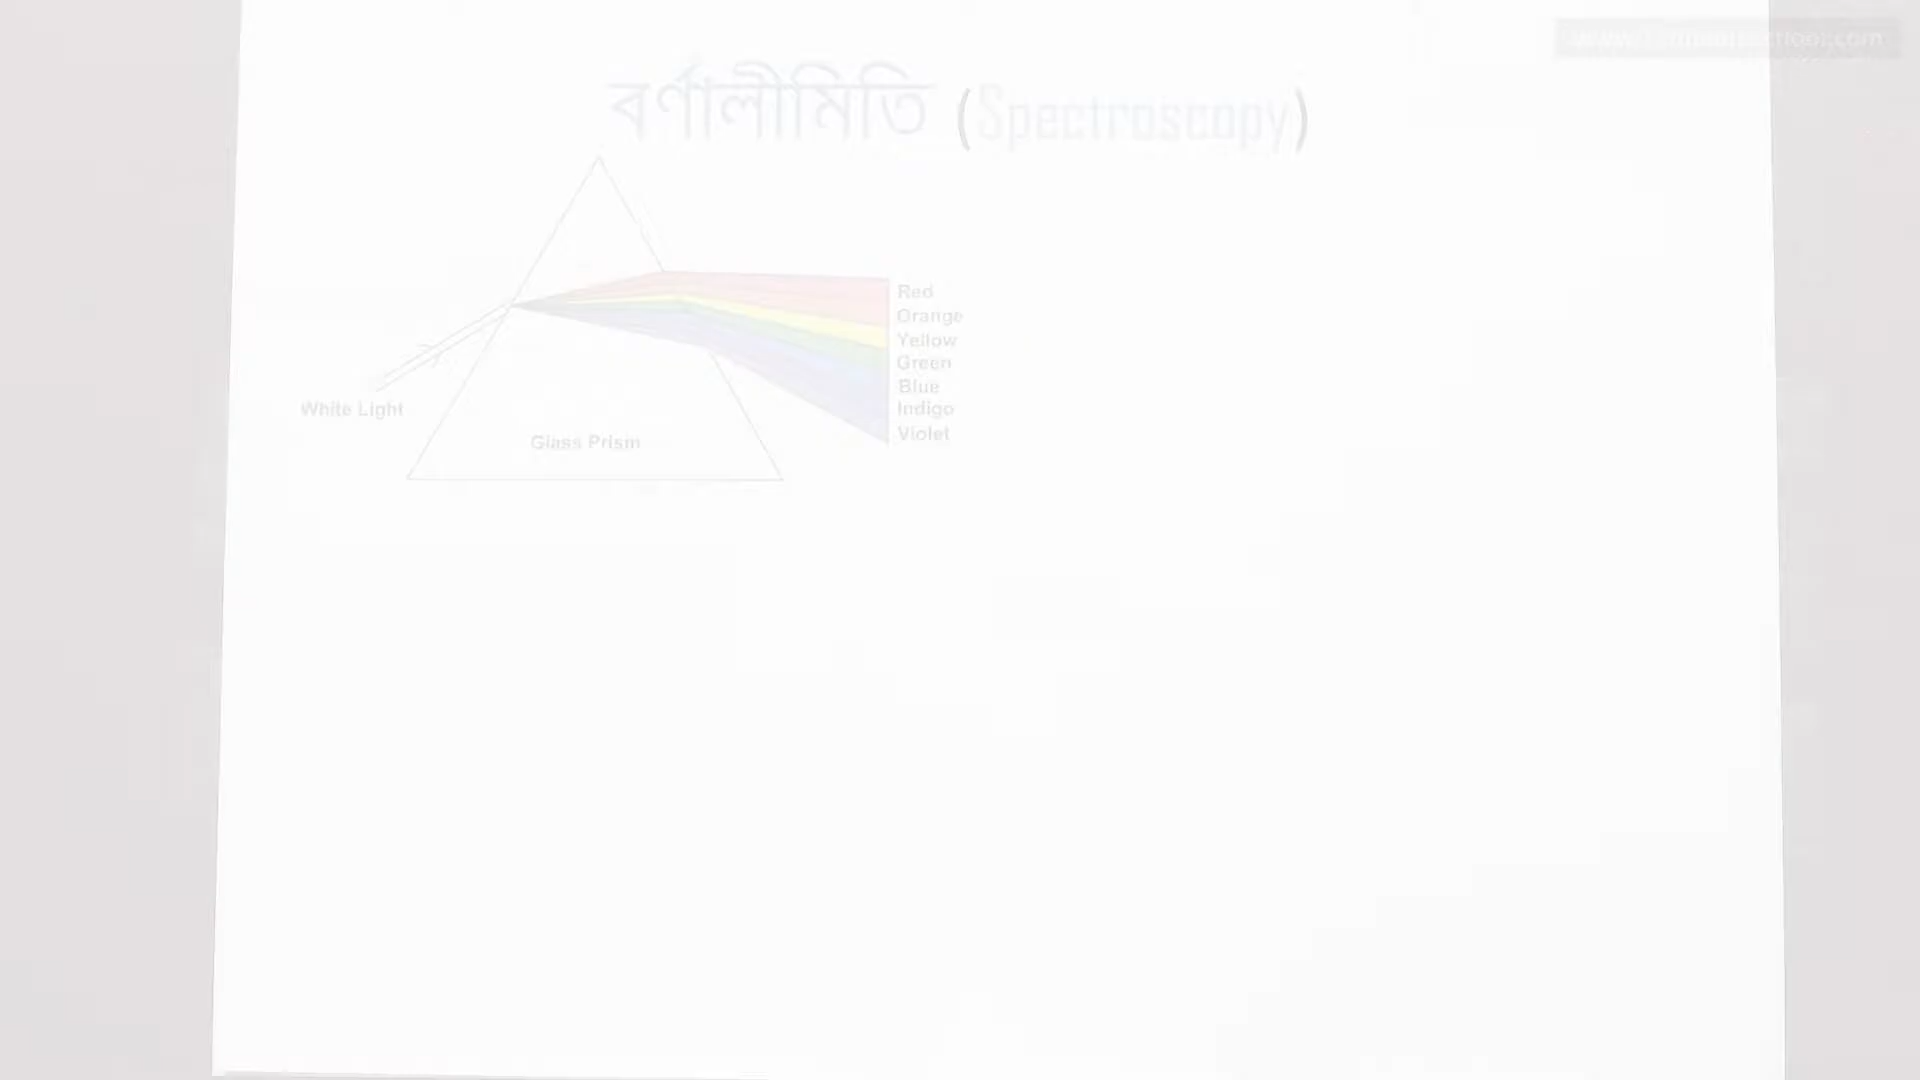 বর্ণালীমিতি (Spectroscopy)
Red
Orange
Yellow
Green
Blue
Indigo
Violet
White Light
Glass Prism